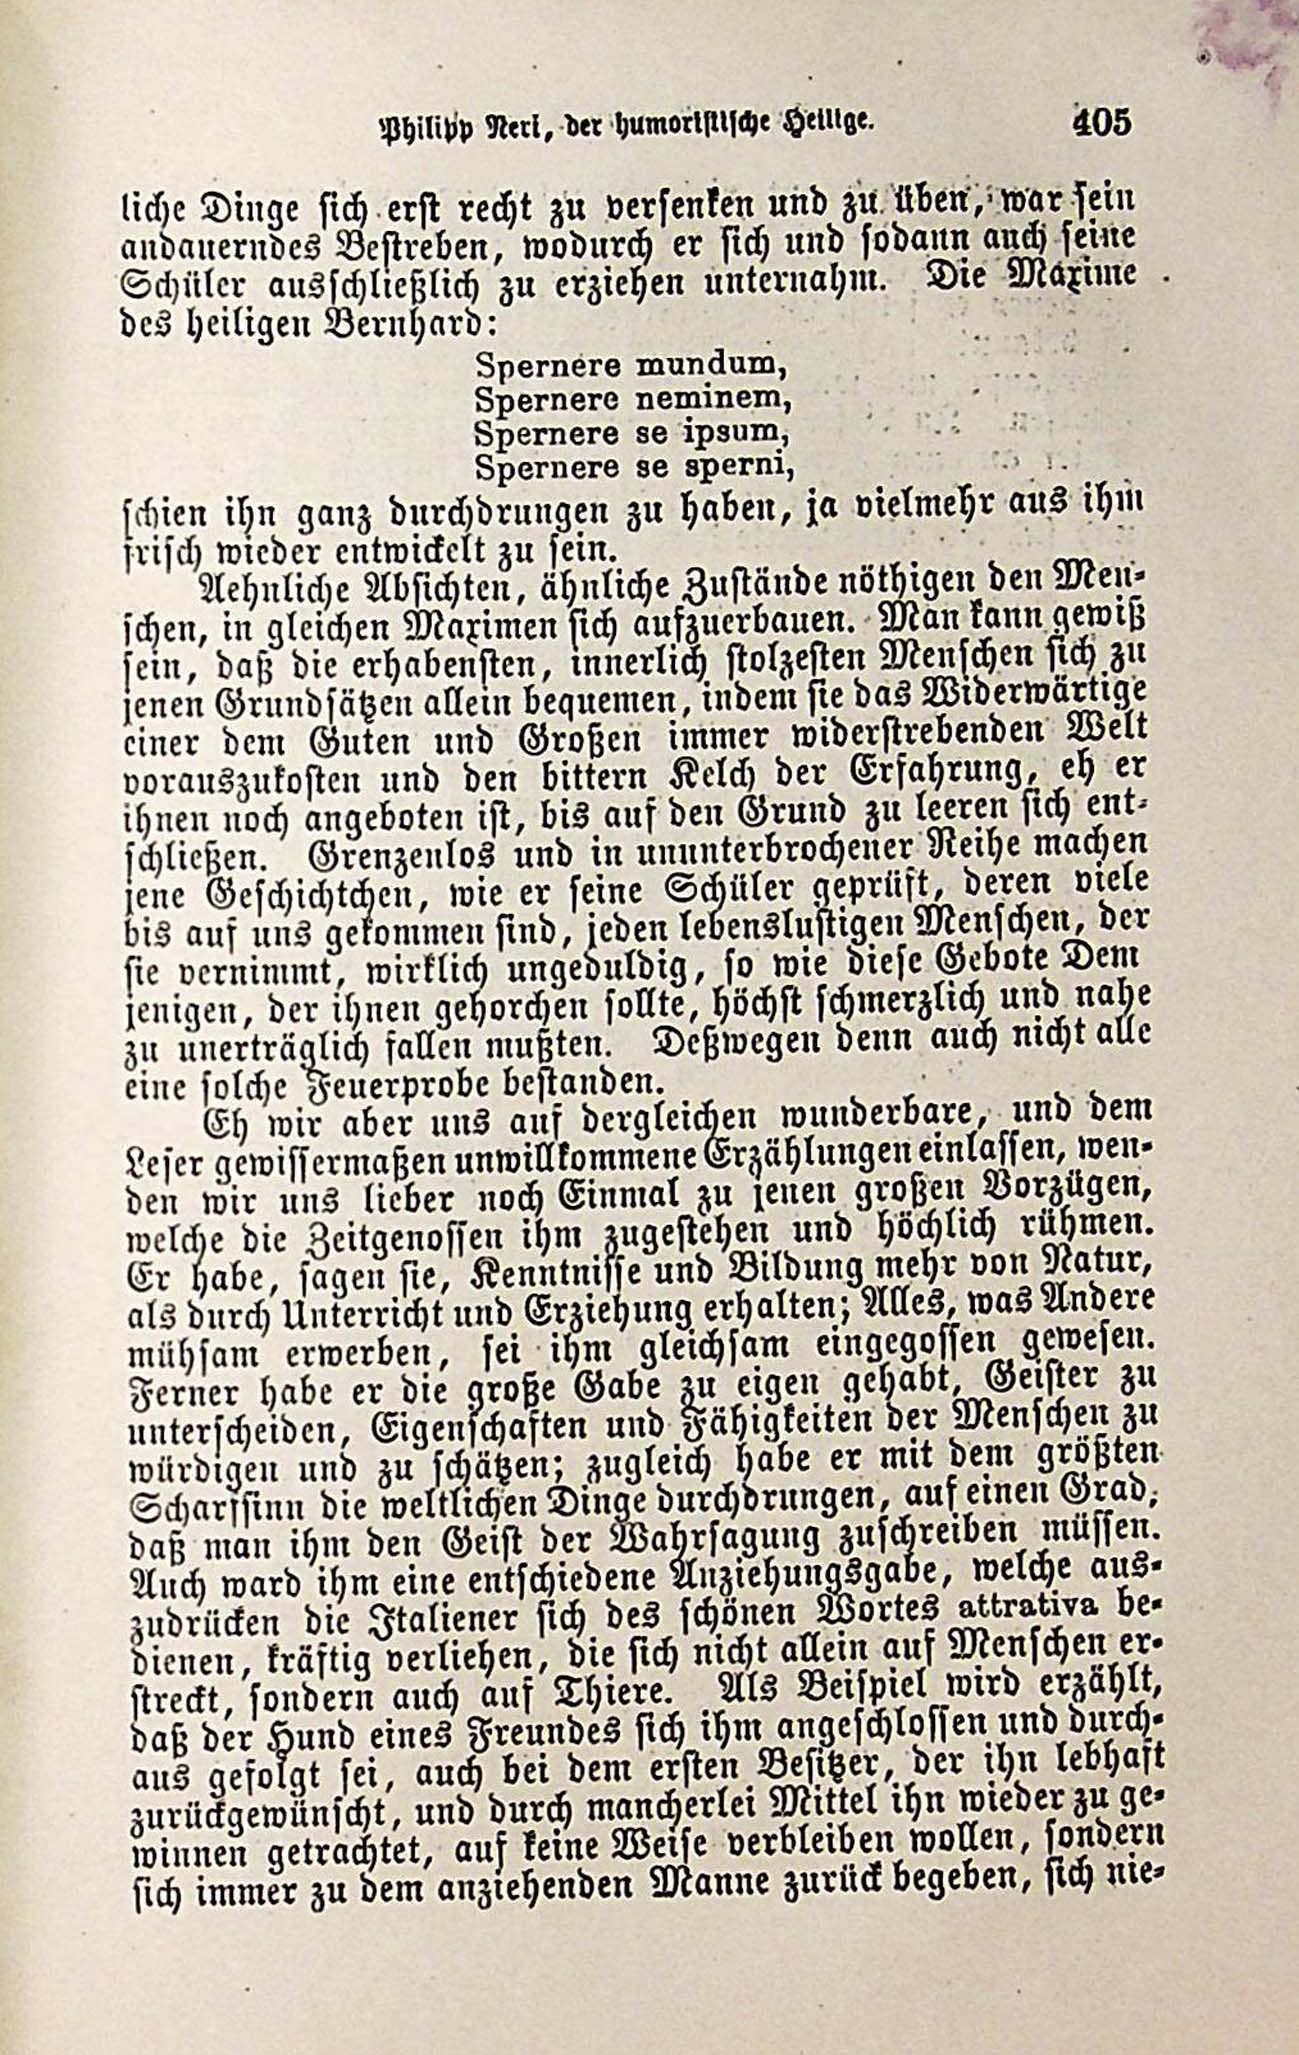 Philipp Neri, der humoristische Heilige. 405
liche Dinge sich erst recht zu versenken und zu üben, war sein
andauerndes Bestreben, wodurch er sich und sodann auch seine
Schüler ausschließlich zu erziehen unternahm. Die Maxime
des heiligen Bernhard:
Spernere mundum,
Spernere neminem,
Spernere se ipsum,
Spernere se sperni,
schien ihn ganz durchdrungen zu haben, ja vielmehr aus ihm
frisch wieder entwickelt zu sein.
Aehnliche Absichten, ähnliche Zustände nöthigen den Men-
schen, in gleichen Maximen sich aufzuerbauen. Man kann gewiß
sein, daß die erhabensten, innerlich stolzesten Menschen sich zu
jenen Grundsätzen allein bequemen, indem sie das Widerwärtige
einer dem Guten und Großen immer widerstrebenden Welt
vorauszukosten und den bittern Kelch der Erfahrung, eh er
ihnen noch angeboten ist, bis auf den Grund zu leeren sich ent-
schließen. Grenzenlos und in ununterbrochener Reihe machen
jene Geschichtchen, wie er seine Schüler geprüft, deren viele
bis auf uns gekommen sind, jeden lebenslustigen Menschen, der
sie vernimmt, wirklich ungeduldig, so wie diese Gebote Dem
jenigen, der ihnen gehorchen sollte, höchst schmerzlich und nahe
zu unerträglich fallen mußten. Deßwegen denn auch nicht alle
eine solche Feuerprobe bestanden.
Eh wir aber uns auf dergleichen wunderbare, und dem
Leser gewissermaßen unwillkommene Erzählungen einlassen, wen-
den wir uns lieber noch Einmal zu jenen großen Vorzügen,
welche die Zeitgenossen ihm zugestehen und höchlich rühmen.
Er habe, sagen sie, Kenntnisse und Bildung mehr von Natur,
als durch Unterricht und Erziehung erhalten; Alles, was Andere
mühsam erwerben, sei ihm gleichsam eingegossen gewesen.
Ferner habe er die große Gabe zu eigen gehabt, Geister zu
unterscheiden, Eigenschaften und Fähigkeiten der Menschen zu
würdigen und zu schätzen; zugleich habe er mit dem größten
Scharfsinn die weltlichen Dinge durchdrungen, auf einen Grad,
daß man ihm den Geist der Wahrsagung zuschreiben müssen.
Auch ward ihm eine entschiedene Anziehungsgabe, welche aus-
zudrücken die Italiener sich des schönen Wortes attrativa be-
dienen, kräftig verliehen, die sich nicht allein auf Menschen er-
streckt, sondern auch auf Thiere. Als Beispiel wird erzählt,
daß der Hund eines Freundes sich ihm angeschlossen und durch-
aus gefolgt sei, auch bei dem ersten Besitzer, der ihn lebhaft
zurückgewünscht, und durch mancherlei Mittel ihn wieder zu ge-
winnen getrachtet, auf keine Weise verbleiben wollen, sondern
sich immer zu dem anziehenden Manne zurück begeben, sich nie-